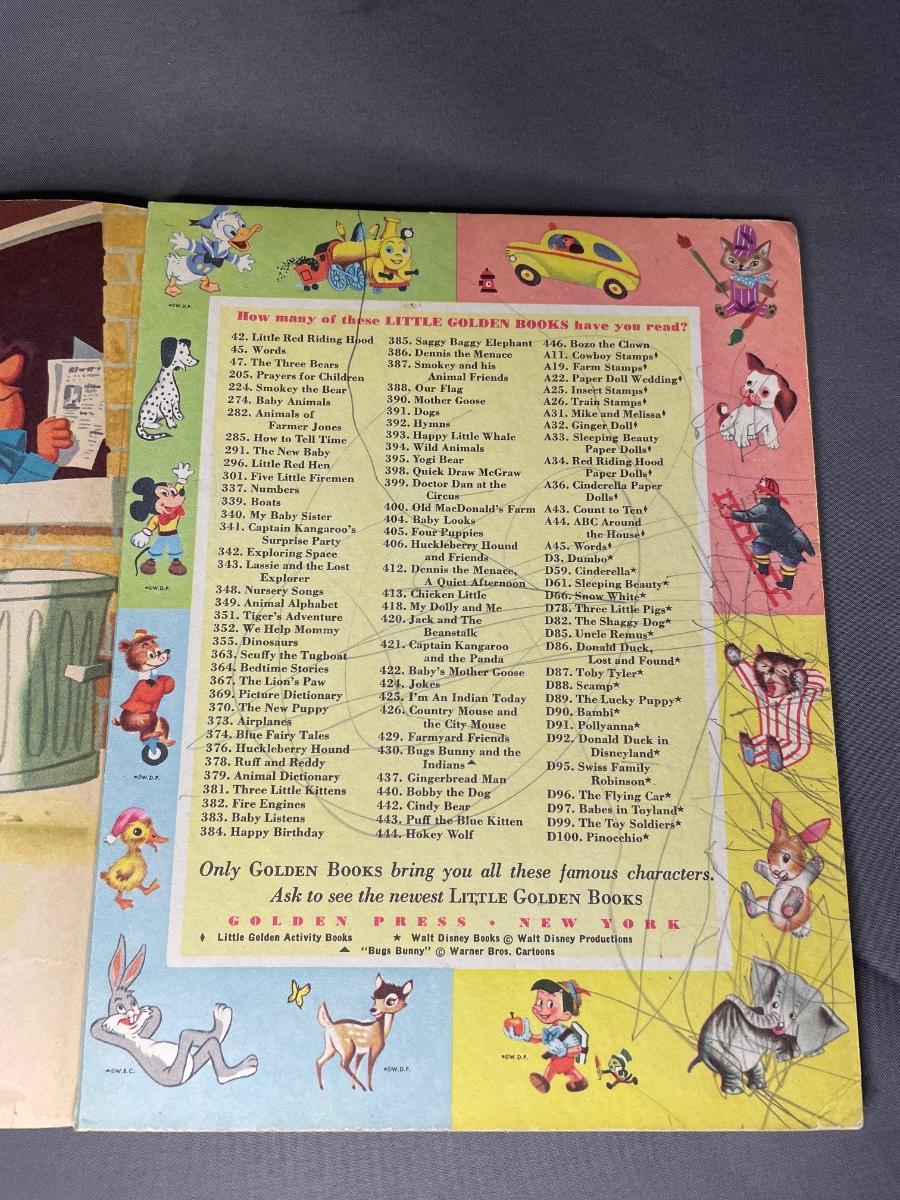 ©W.D.P.
How many of these LITTLE GOLDEN BOOKS have you read?
42. Little Red Riding Hood
45. Words
47. The Three Bears
205. Prayers for Children
224. Smokey the Bear
274. Baby Animals
282. Animals of
Farmer Jones
285. How to Tell Time
291. The New Baby
296. Little Red Hen
301. Five Little Firemen
337. Numbers
339. Boats
340. My Baby Sister
341. Captain Kangaroo's
Surprise Party
342. Exploring Space
343. Lassie and the Lost
Explorer
348. Nursery Songs
349. Animal Alphabet
351. Tiger's Adventure
352. We Help Mommy
355. Dinosaurs
363. Scuffy the Tugboat
364. Bedtime Stories
367. The Lion's Paw
369. Picture Dictionary
370. The New Puppy
373. Airplanes
374. Blue Fairy Tales
376. Huckleberry Hound
378. Ruff and Reddy
379. Animal Dictionary
381. Three Little Kittens
382. Fire Engines
383. Baby Listens
384. Happy Birthday
385. Saggy Baggy Elephant
386. Dennis the Menace
387. Smokey and his
Animal Friends
388. Our Flag
390. Mother Goose
391. Dogs
392. Hymns
393. Happy Little Whale
394. Wild Animals
395. Yogi Bear
398. Quick Draw McGraw
399. Doctor Dan at the
Circus
400. Old MacDonald's Farm
404. Baby Looks
405. Four Puppies
406. Huckleberry Hound
and Friends
412. Dennis the Menace,
A Quiet Afternoon
413. Chicken Little
418. My Dolly and Me
420. Jack and The
Beanstalk
421. Captain Kangaroo
and the Panda
422. Baby's Mother Goose
424. Jokes
425. I'm An Indian Today
426. Country Mouse and
the City Mouse
429. Farmyard Friends
430. Bugs Bunny and the
Indians▲
437. Gingerbread Man
440. Bobby the Dog
442. Cindy Bear
443. Puff the Blue Kitten
444. Hokey Wolf
446. Bozo the Clown
A11. Cowboy Stamps♦
A19. Farm Stamps♦
A22. Paper Doll Wedding♦
A25. Insect Stamps♦
A26. Train Stamps♦
A31. Mike and Melissa♦
A32. Ginger Doll♦
A33. Sleeping Beauty
Paper Dolls♦
A34. Red Riding Hood
Paper Dolls♦
A36. Cinderella Paper
Dolls♦
A43. Count to Ten♦
A44. ABC Around
the House♦
A45. Words♦
D3. Dumbo★
D59. Cinderella★
D61. Sleeping Beauty★
D66. Snow White★
D78. Three Little Pigs★
D82. The Shaggy Dog★
D85. Uncle Remus★
D86. Donald Duck,
Lost and Found★
D87. Toby Tyler★
D88. Scamp★
D89. The Lucky Puppy★
D90. Bambi★
D91. Pollyanna★
D92. Donald Duck in
Disneyland★
D95. Swiss Family
Robinson★
D96. The Flying Car★
D97. Babes in Toyland★
D99. The Toy Soldiers★
D100. Pinocchio★
©W.D.P.
©W.D.P.
Only GOLDEN BOOKS bring you all these famous characters.
Ask to see the newest LITTLE GOLDEN BOOKS
GOLDEN PRESS • NEW YORK
♦ Little Golden Activity Books ★ Walt Disney Books © Walt Disney Productions
▲ "Bugs Bunny" © Warner Bros. Cartoons
©W.B.C.
©W.D.P.
©W.D.P.